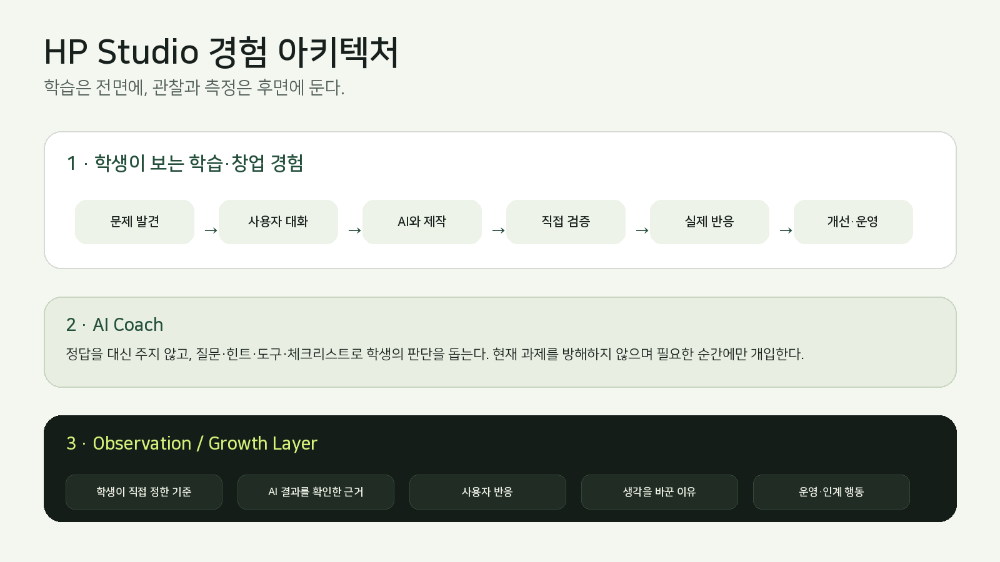 HP Studio 경험 아키텍처
학습은 전면에, 관찰과 측정은 후면에 둔다.
1 · 학생이 보는 학습·창업 경험
문제 발견 → 사용자 대화 → AI와 제작 → 직접 검증 → 실제 반응 → 개선·운영
2 · AI Coach
정답을 대신 주지 않고, 질문·힌트·도구·체크리스트로 학생의 판단을 돕는다. 현재 과제를 방해하지 않으며 필요한 순간에만 개입한다.
3 · Observation / Growth Layer
학생이 직접 정한 기준 AI 결과를 확인한 근거 사용자 반응 생각을 바꾼 이유 운영·인계 행동